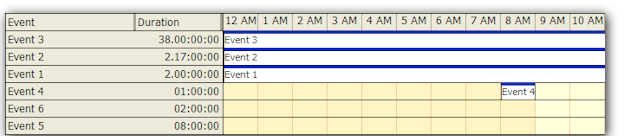 Event Duration 12 AM 1 AM 2 AM 3 AM 4 AM 5 AM 6 AM 7 AM 8 AM 9 AM 10 AM
Event 3 38.00:00:00 Event 3
Event 2 2.17:00:00 Event 2
Event 1 2.00:00:00 Event 1
Event 4 01:00:00 Event 4
Event 6 02:00:00
Event 5 08:00:00